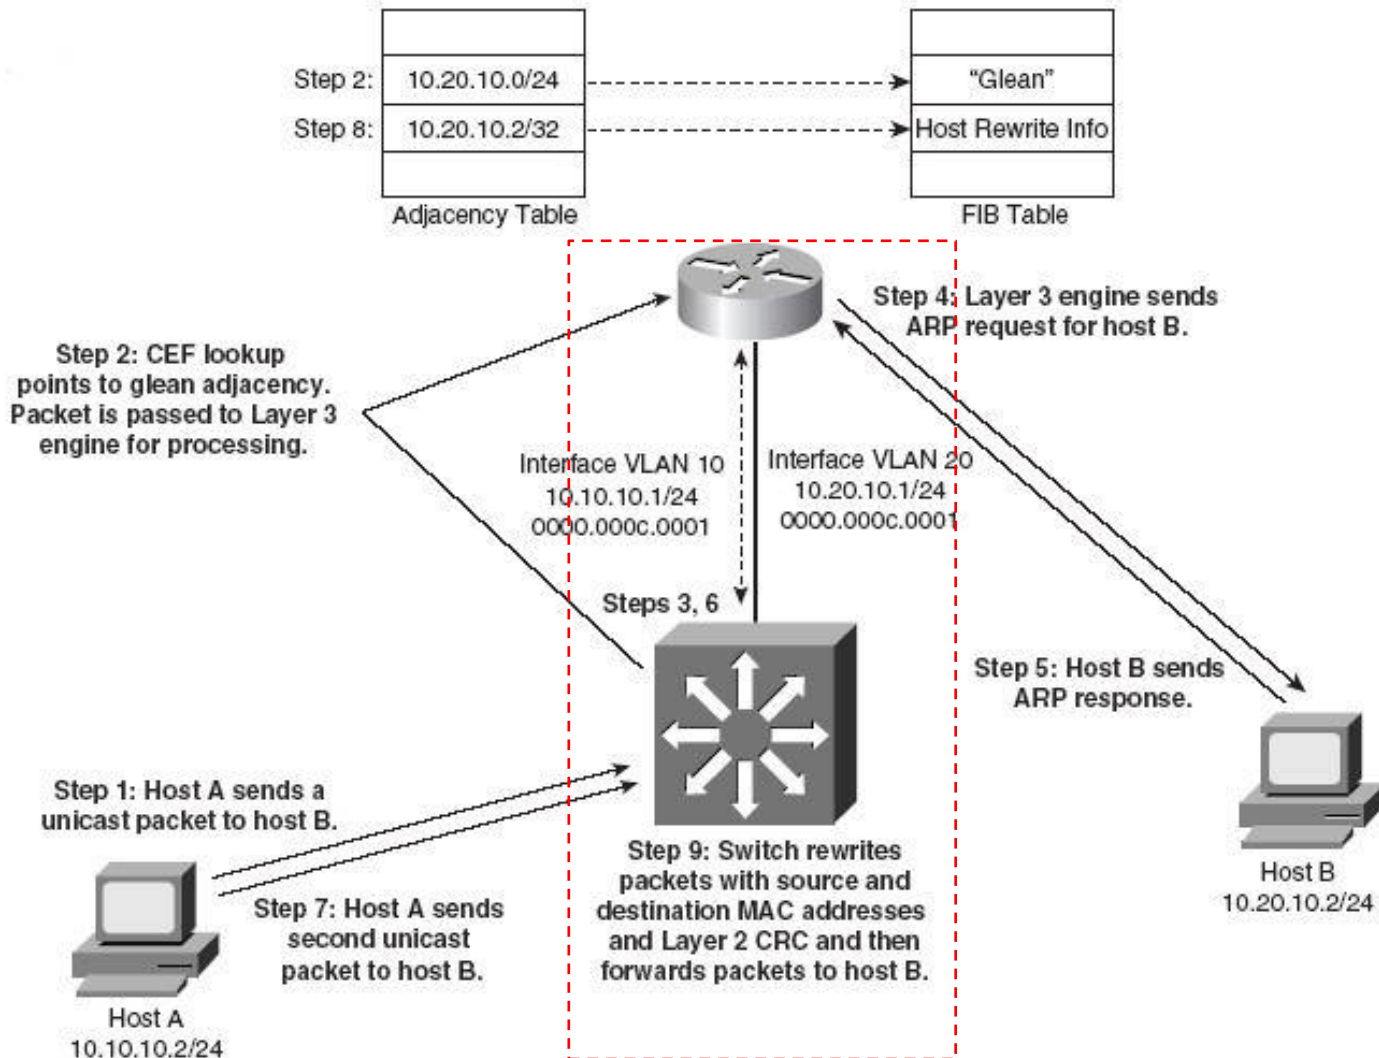 Step 2:
10.20.10.0/24
"Glean"
Step 8:
10.20.10.2/32
Host Rewrite Info
Adjacency Table
FIB Table
Step 4: Layer 3 engine sends
ARP request for host B.
Step 2: CEF lookup
points to glean adjacency.
Packet is passed to Layer 3
engine for processing.
Interface VLAN 10
10.10.10.1/24
0000.000c.0001
Interface VLAN 20
10.20.10.1/24
0000.000c.0001
Steps 3, 6
Step 5: Host B sends
ARP response.
Step 1: Host A sends a
unicast packet to host B.
Step 7: Host A sends
second unicast
packet to host B.
Step 9: Switch rewrites
packets with source and
destination MAC addresses
and Layer 2 CRC and then
forwards packets to host B.
Host B
10.20.10.2/24
Host A
10.10.10.2/24